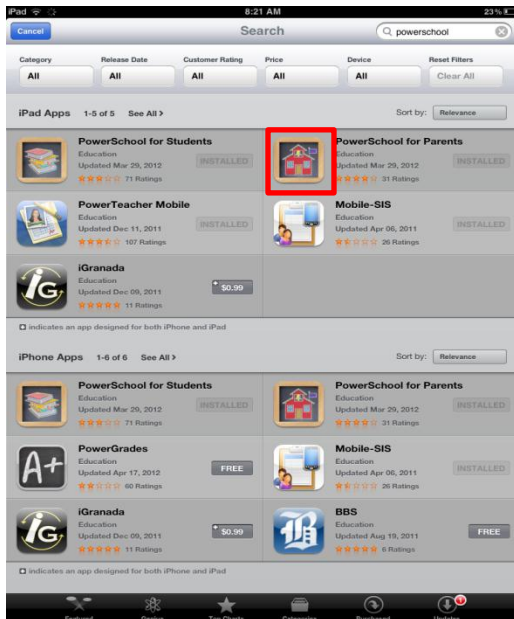 iPad 8:21 AM 23%
Cancel Search powerschool
Category Release Date Customer Rating Price Device Reset Filters
All All All All All Clear All
iPad Apps 1-5 of 5 See All > Sort by: Relevance
PowerSchool for Students
Education
Updated Mar 29, 2012
71 Ratings
INSTALLED
PowerSchool for Parents
Education
Updated Mar 29, 2012
31 Ratings
INSTALLED
PowerTeacher Mobile
Education
Updated Dec 11, 2011
107 Ratings
INSTALLED
Mobile-SIS
Education
Updated Apr 06, 2011
26 Ratings
INSTALLED
iG
iGranada
Education
Updated Dec 09, 2011
11 Ratings
+ $0.99
+ indicates an app designed for both iPhone and iPad
iPhone Apps 1-6 of 6 See All > Sort by: Relevance
PowerSchool for Students
Education
Updated Mar 29, 2012
71 Ratings
INSTALLED
PowerSchool for Parents
Education
Updated Mar 29, 2012
31 Ratings
INSTALLED
A+
PowerGrades
Education
Updated Apr 17, 2012
60 Ratings
FREE
Mobile-SIS
Education
Updated Apr 06, 2011
26 Ratings
INSTALLED
iG
iGranada
Education
Updated Dec 09, 2011
11 Ratings
+ $0.99
B
BBS
Education
Updated Aug 19, 2011
6 Ratings
FREE
+ indicates an app designed for both iPhone and iPad
Featured Genius Top Charts Categories Purchased Updates